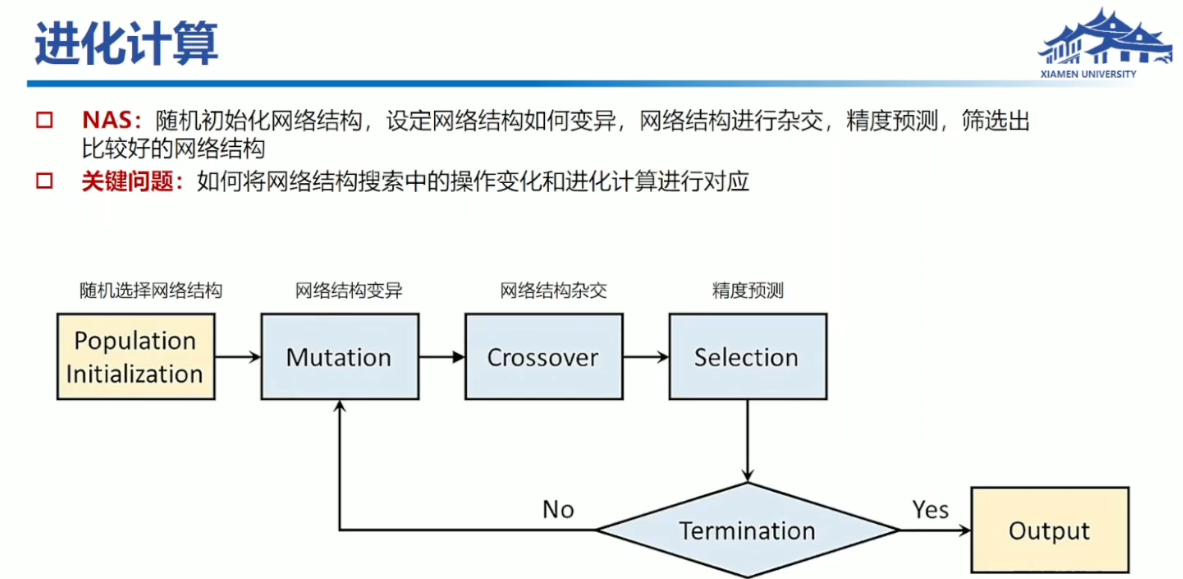 进化计算
XIAMEN UNIVERSITY
NAS：随机初始化网络结构，设定网络结构如何变异，网络结构进行杂交，精度预测，筛选出
比较好的网络结构
关键问题：如何将网络结构搜索中的操作变化和进化计算进行对应
随机选择网络结构
网络结构变异
网络结构杂交
精度预测
Population
Initialization
Mutation
Crossover
Selection
No
Termination
Yes
Output